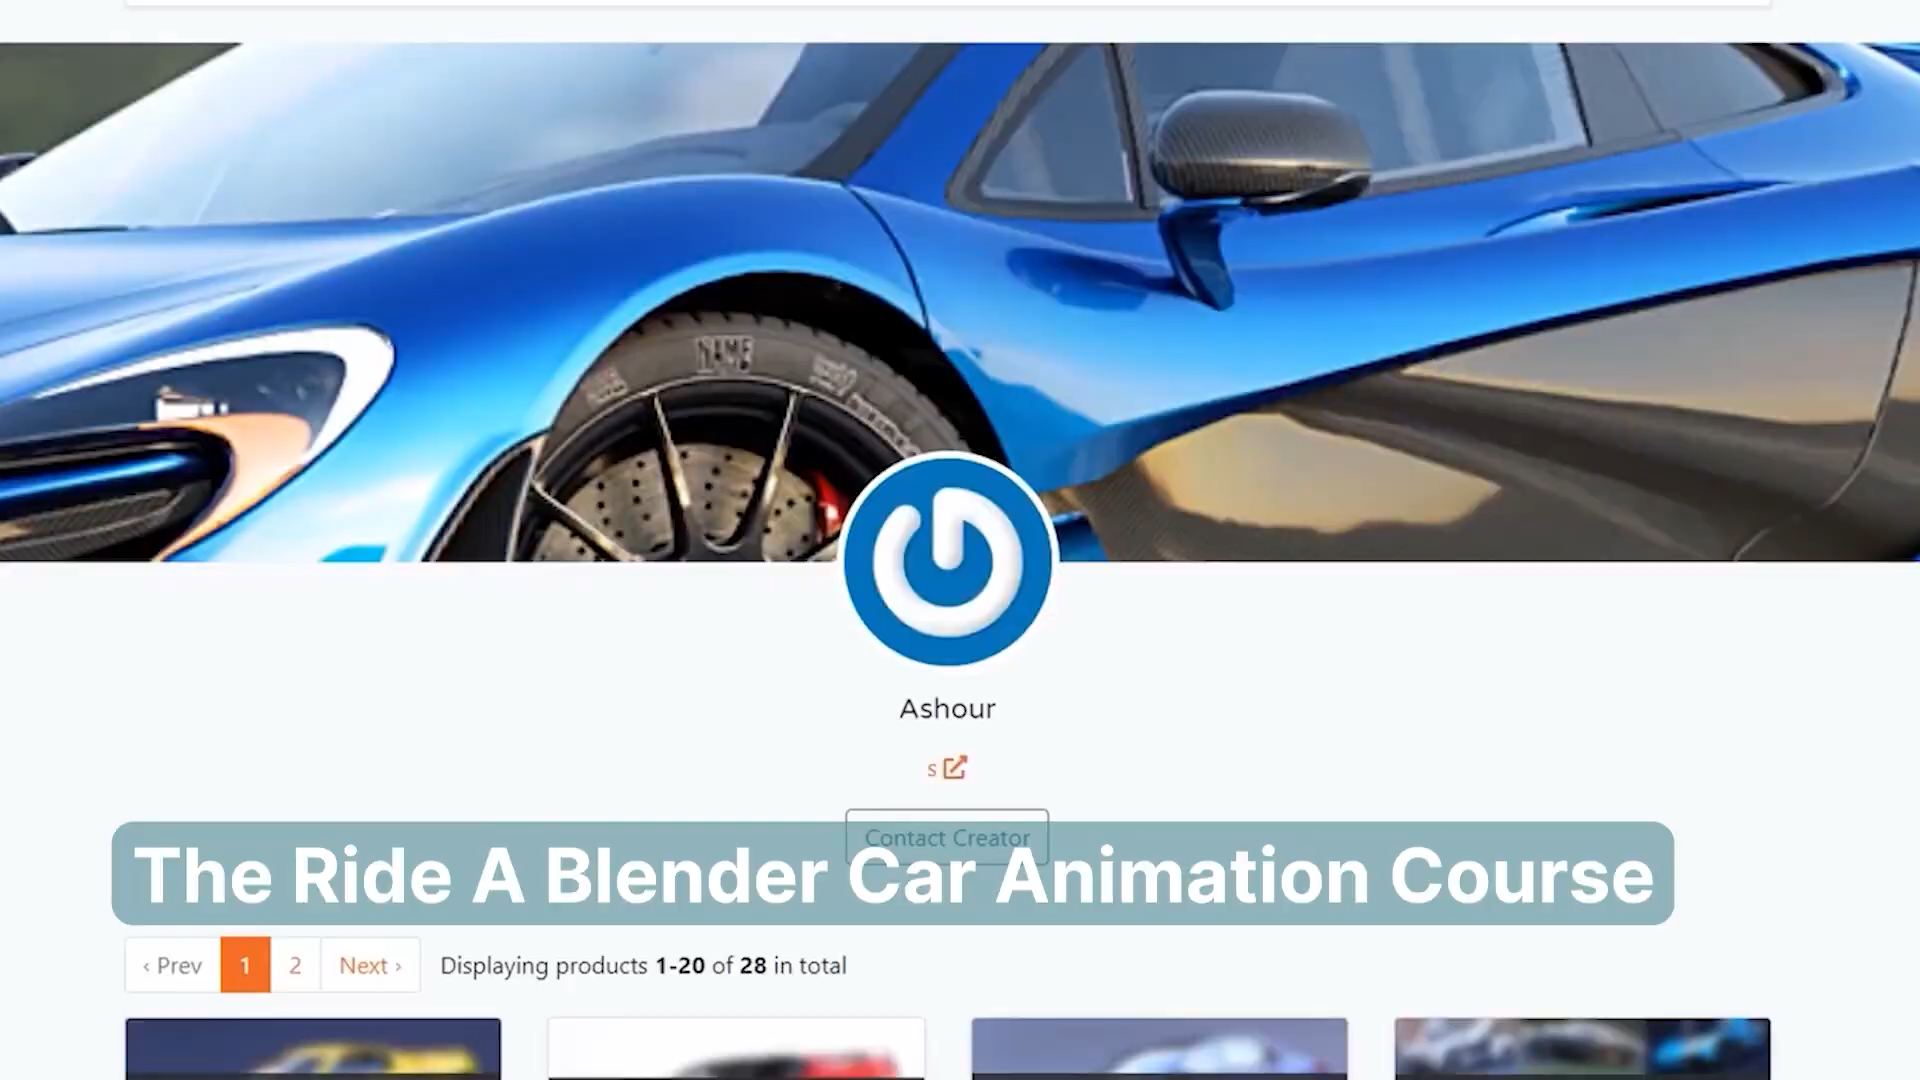 NAME
Ashour
s
Contact Creator
The Ride A Blender Car Animation Course
‹ Prev 1 2 Next › Displaying products 1-20 of 28 in total